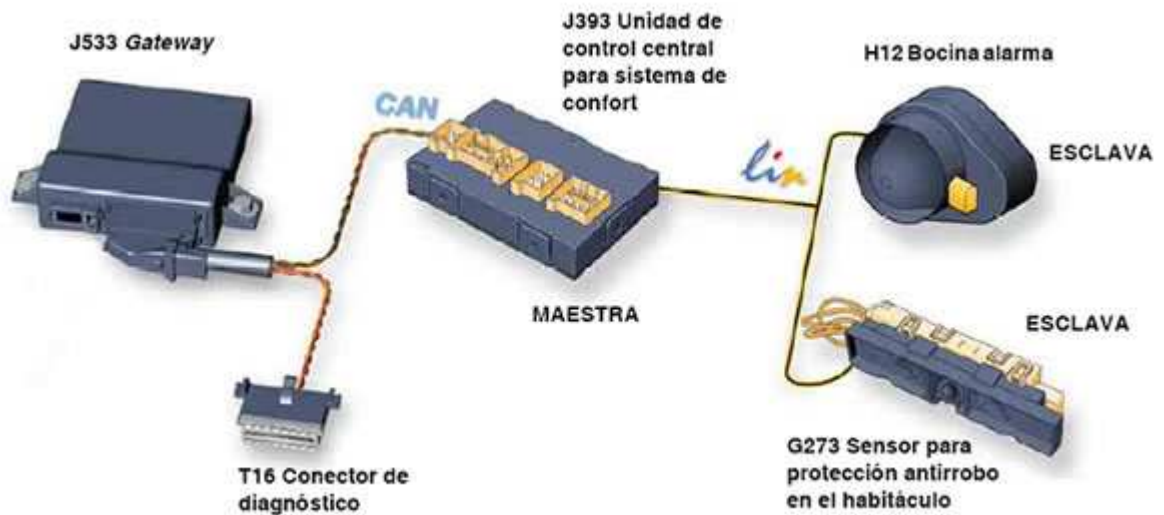 J533 Gateway
J393 Unidad de
control central
para sistema de
confort
H12 Bocina alarma
CAN
lin
ESCLAVA
MAESTRA
ESCLAVA
T16 Conector de
diagnóstico
G273 Sensor para
protección antirrobo
en el habitáculo